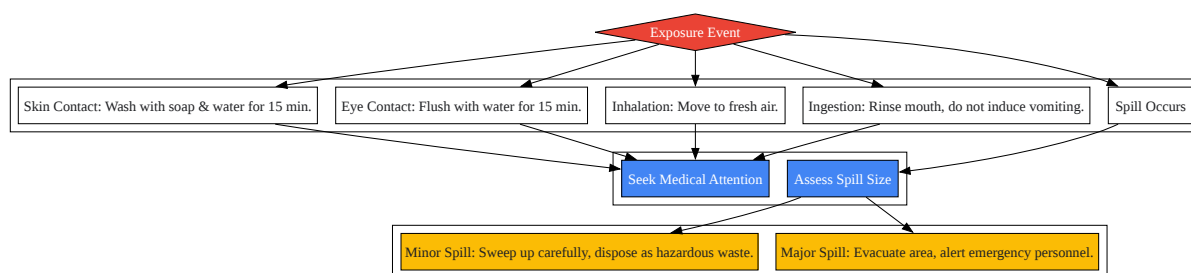 Exposure Event
Skin Contact: Wash with soap & water for 15 min.
Eye Contact: Flush with water for 15 min.
Inhalation: Move to fresh air.
Ingestion: Rinse mouth, do not induce vomiting.
Spill Occurs
Seek Medical Attention
Assess Spill Size
Minor Spill: Sweep up carefully, dispose as hazardous waste.
Major Spill: Evacuate area, alert emergency personnel.